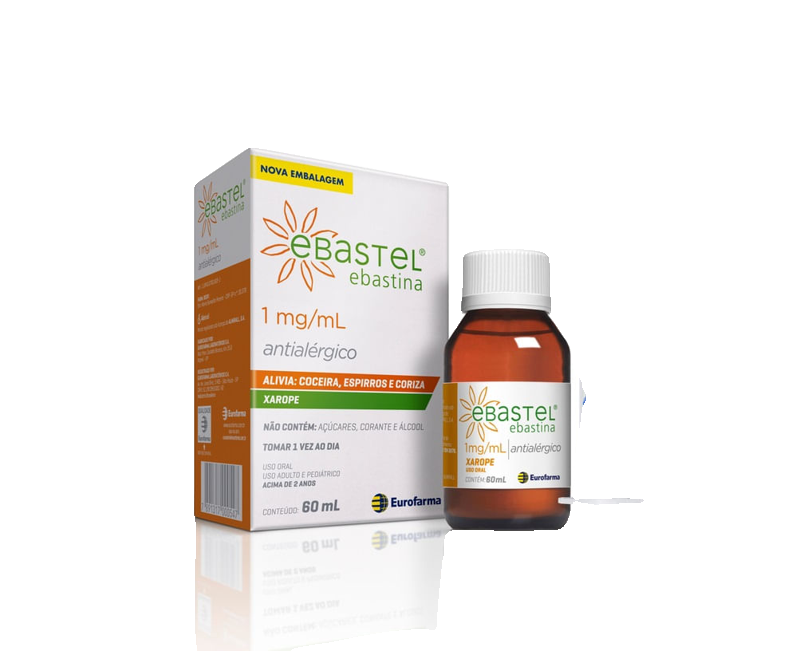 NOVA EMBALAGEM
eBASTEL®
ebastina
1 mg/mL
antialérgico
ALIVIA: COCEIRA, ESPIRROS E CORIZA
XAROPE
NÃO CONTÉM: AÇÚCARES, CORANTE E ÁLCOOL
TOMAR 1 VEZ AO DIA
USO ORAL
USO ADULTO E PEDIÁTRICO
ACIMA DE 2 ANOS
CONTEÚDO: 60 mL
Eurofarma
eBASTEL®
ebastina
1 mg/mL
antialérgico
Eurofarma
eBASTEL®
ebastina
1mg/mL antialérgico
XAROPE
USO ORAL
CONTÉM 60mL
Eurofarma